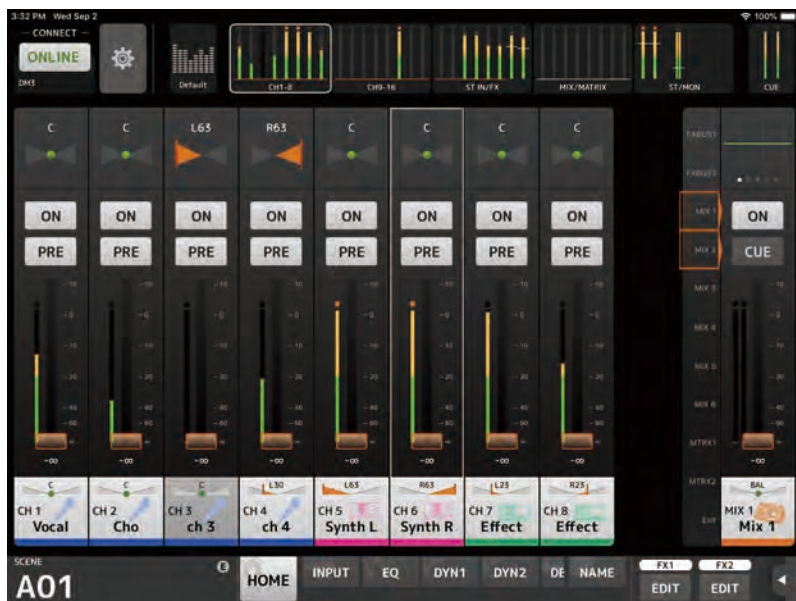 3:32 PM Wed Sep 2
100%
CONNECT
ONLINE
DM3
Default
CH1-8
CH9-16
ST IN/FX
MIX/MATRIX
ST/MON
CUE
C C L63 R63 C C C C
FXBUS1
FXBUS2
MIX 1
MIX 2
MIX 3
MIX 4
MIX 5
MIX 6
MTRX1
MTRX2
Exit
ON ON ON ON ON ON ON ON ON
PRE PRE PRE PRE PRE PRE PRE PRE CUE
-∞ -∞ -∞ -∞ -∞ -∞ -∞ -∞ -∞
C C C L30 L63 R63 L23 R23 BAL
CH 1 CH 2 CH 3 CH 4 CH 5 CH 6 CH 7 CH 8 MIX 1
Vocal Cho ch 3 ch 4 Synth L Synth R Effect Effect Mix 1
SCENE
A01
E
HOME
INPUT
EQ
DYN1
DYN2
NAME
FX1
EDIT
FX2
EDIT